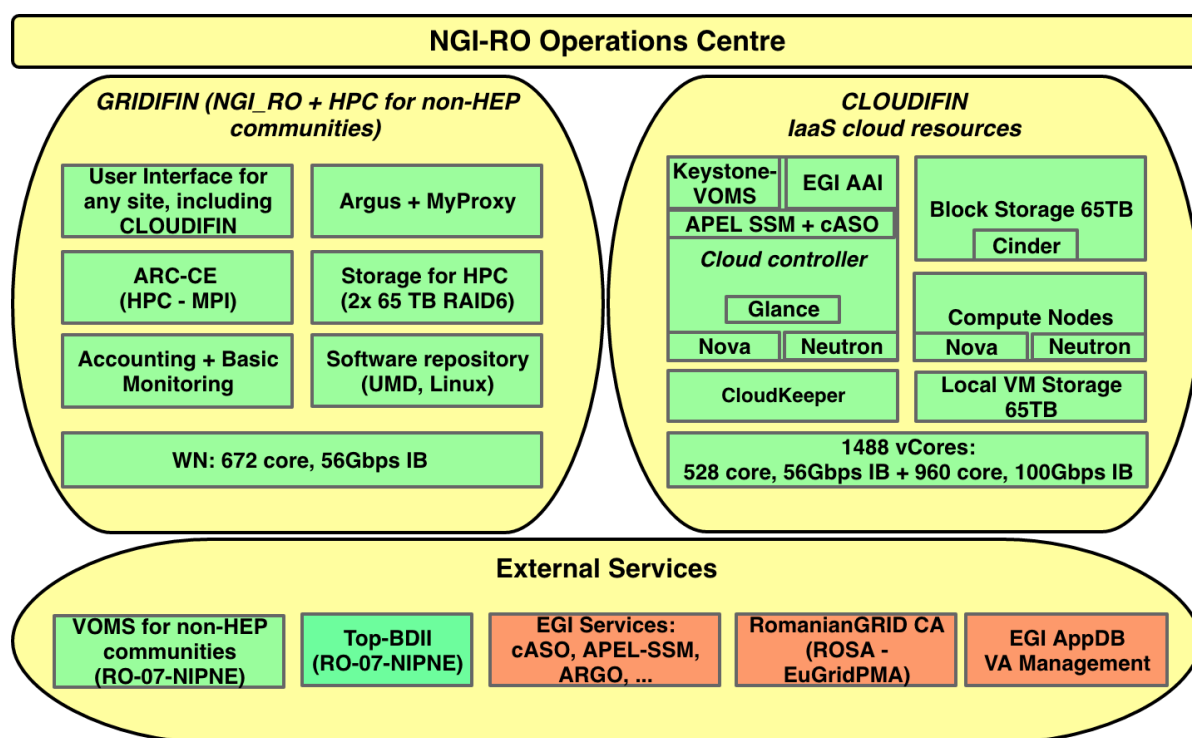 NGI-RO Operations Centre
GRIDIFIN (NGI_RO + HPC for non-HEP
communities)
User Interface for
any site, including
CLOUDIFIN
Argus + MyProxy
ARC-CE
(HPC - MPI)
Storage for HPC
(2x 65 TB RAID6)
Accounting + Basic
Monitoring
Software repository
(UMD, Linux)
WN: 672 core, 56Gbps IB
CLOUDIFIN
IaaS cloud resources
Keystone-
VOMS
EGI AAI
APEL SSM + cASO
Cloud controller
Glance
Nova
Neutron
Block Storage 65TB
Cinder
Compute Nodes
Nova
Neutron
CloudKeeper
Local VM Storage
65TB
1488 vCores:
528 core, 56Gbps IB + 960 core, 100Gbps IB
External Services
VOMS for non-HEP
communities
(RO-07-NIPNE)
Top-BDII
(RO-07-NIPNE)
EGI Services:
cASO, APEL-SSM,
ARGO, ...
RomanianGRID CA
(ROSA -
EuGridPMA)
EGI AppDB
VA Management